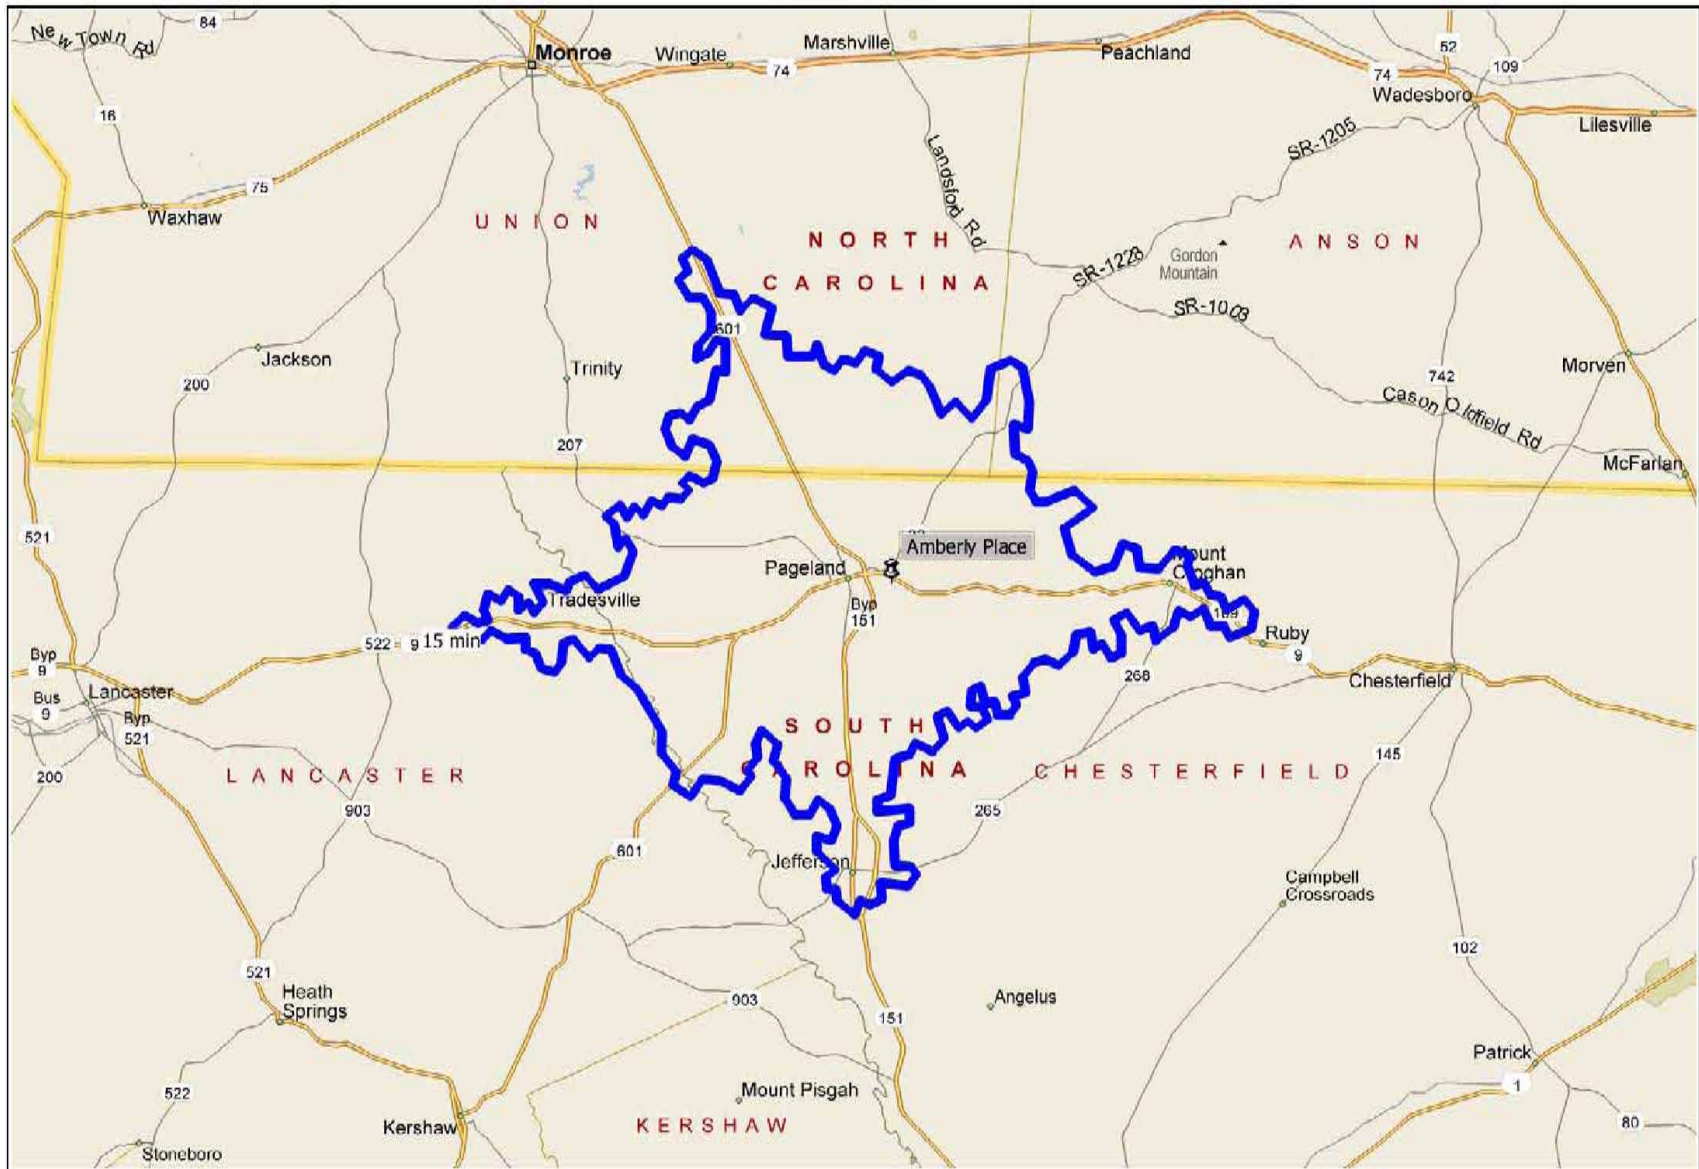 84
New Town Rd
Monroe
Wingate
Marshville
Peachland
52
109
74
74
Wadesboro
Lilesville
16
SR-1205
Landsford Rd
75
Waxhaw
UNION
NORTH
CAROLINA
ANSON
Gordon
Mountain
SR-1228
SR-1003
601
Jackson
Trinity
200
742
Morven
Cason Oldfield Rd
207
McFarlan
521
Amberly Place
Pageland
Mount
Croghan
Tradesville
Byp
151
109
522
9
15 min
Ruby
9
268
Byp
9
Bus
9
Lancaster
Byp
521
Chesterfield
SOUTH
CAROLINA
145
200
LANCASTER
CHESTERFIELD
903
265
601
Jefferson
Campbell
Crossroads
102
521
Heath
Springs
903
Angelus
151
Patrick
1
522
Mount Pisgah
Kershaw
KERSHAW
80
Stoneboro